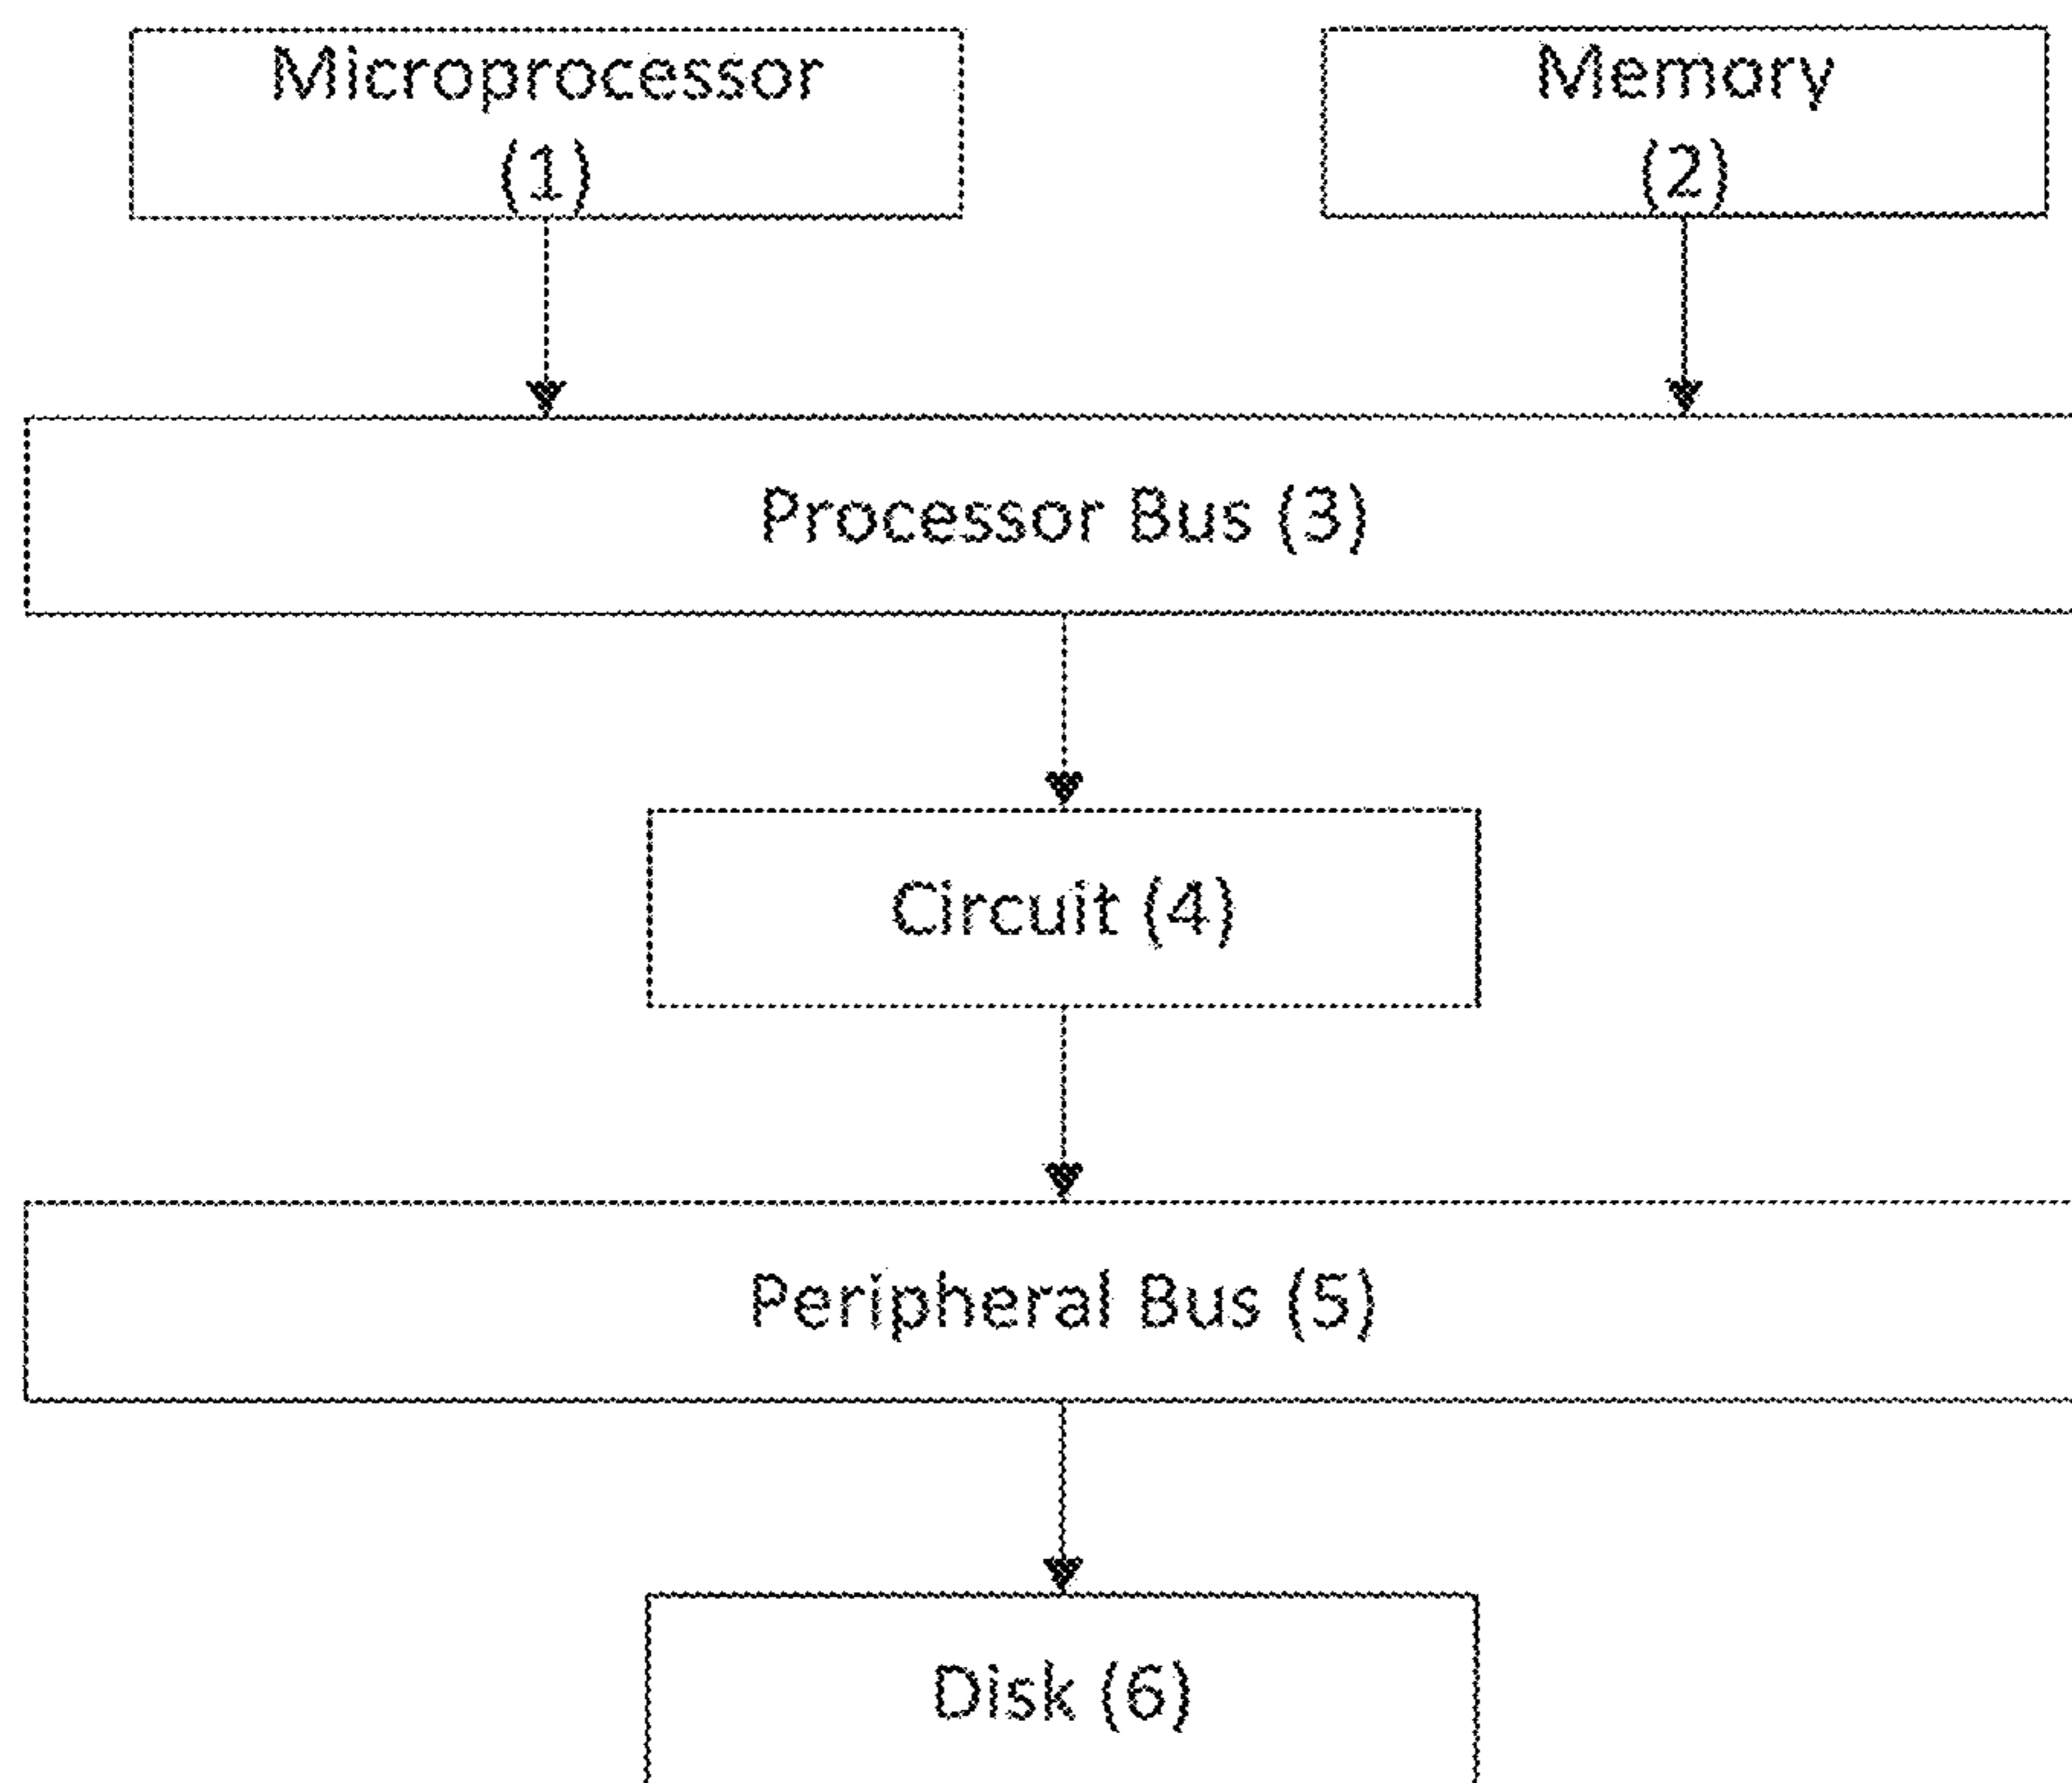 Microprocessor
(1)
Memory
(2)
Processor Bus (3)
Circuit (4)
Peripheral Bus (5)
Disk (6)